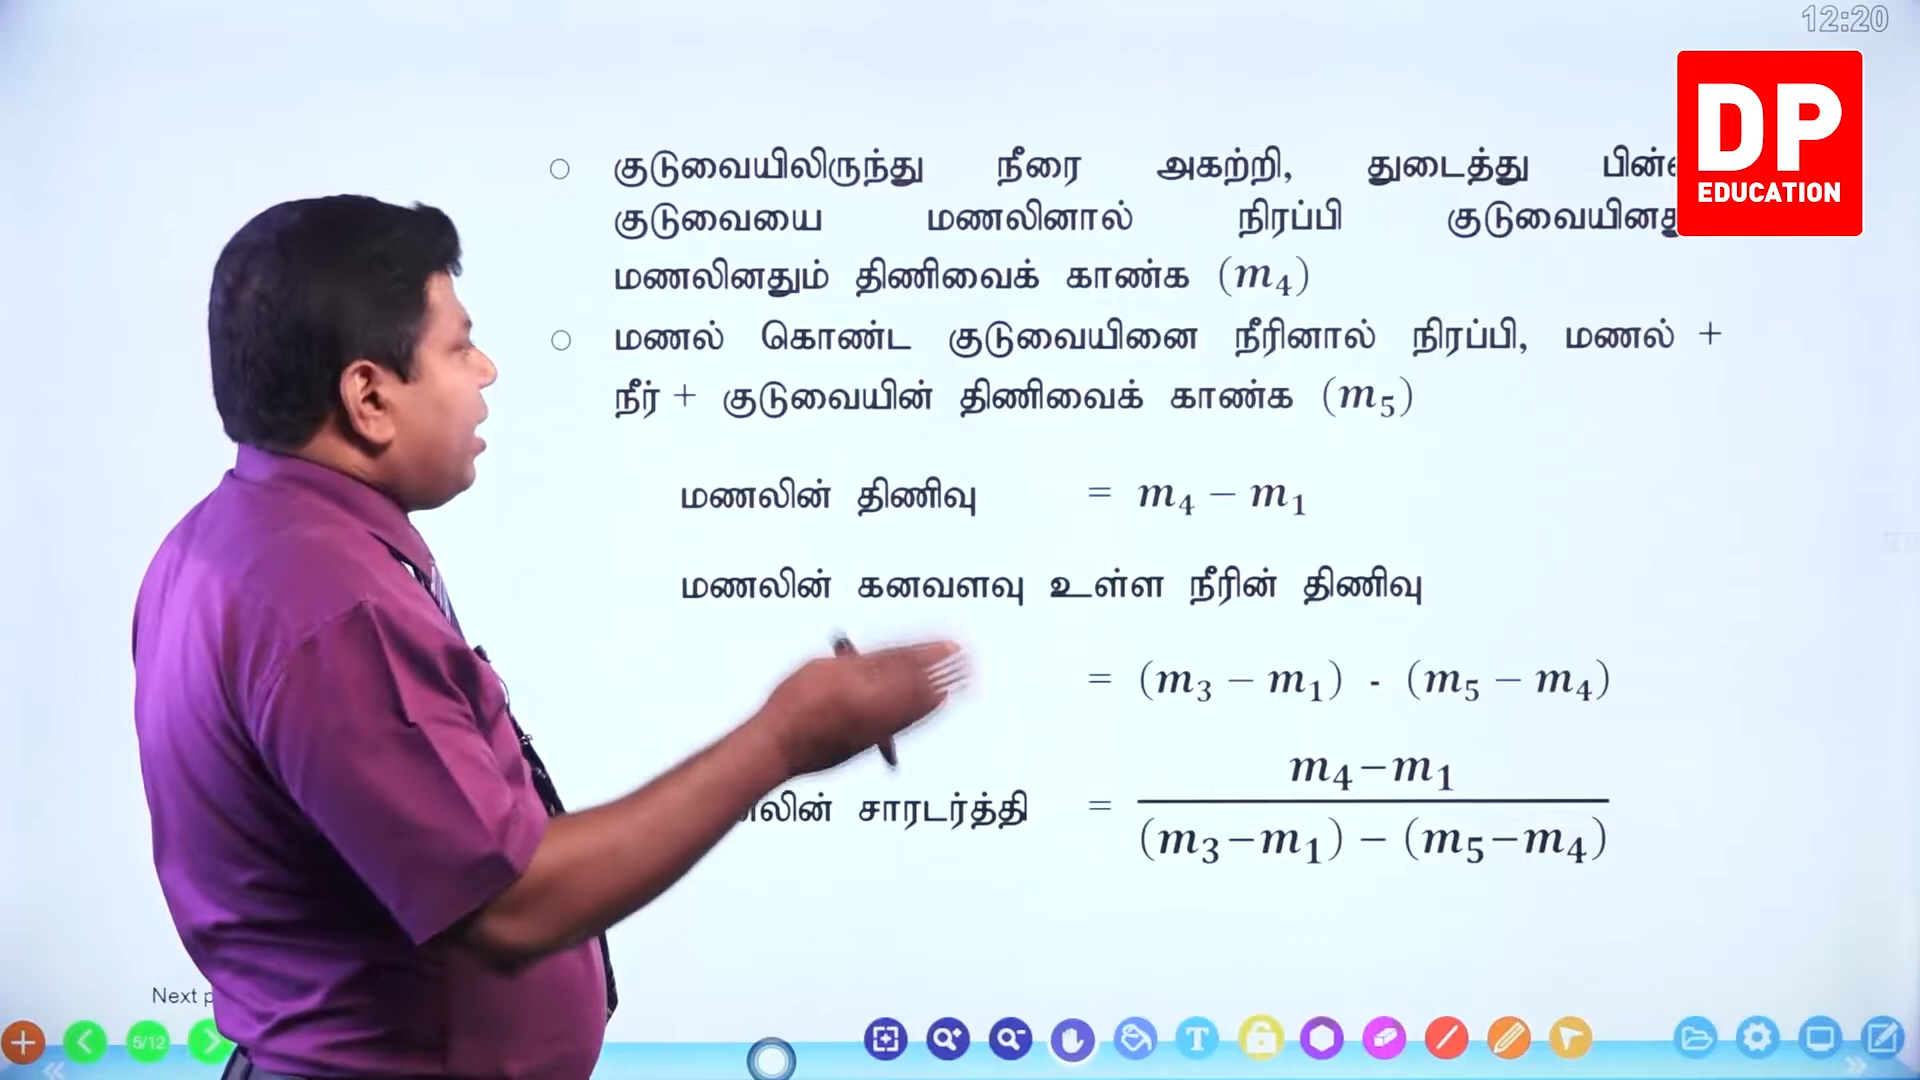 12:20
DP
EDUCATION
குடுவையிலிருந்து நீரை அகற்றி, துடைத்து
குடுவையை மணலினால் நிரப்பி
மணலினதும் திணிவைக் காண்க (m₄)
மணல் கொண்ட குடுவையினை நீரினால் நிரப்பி, மணல் +
நீர் + குடுவையின் திணிவைக் காண்க (m₅)
மணலின் திணிவு = m₄ − m₁
மணலின் கனவளவு உள்ள நீரின் திணிவு
= (m₃ − m₁) - (m₅ − m₄)
m₄−m₁
சாரடர்த்தி =
(m₃−m₁) − (m₅−m₄)
Next
5/12
T